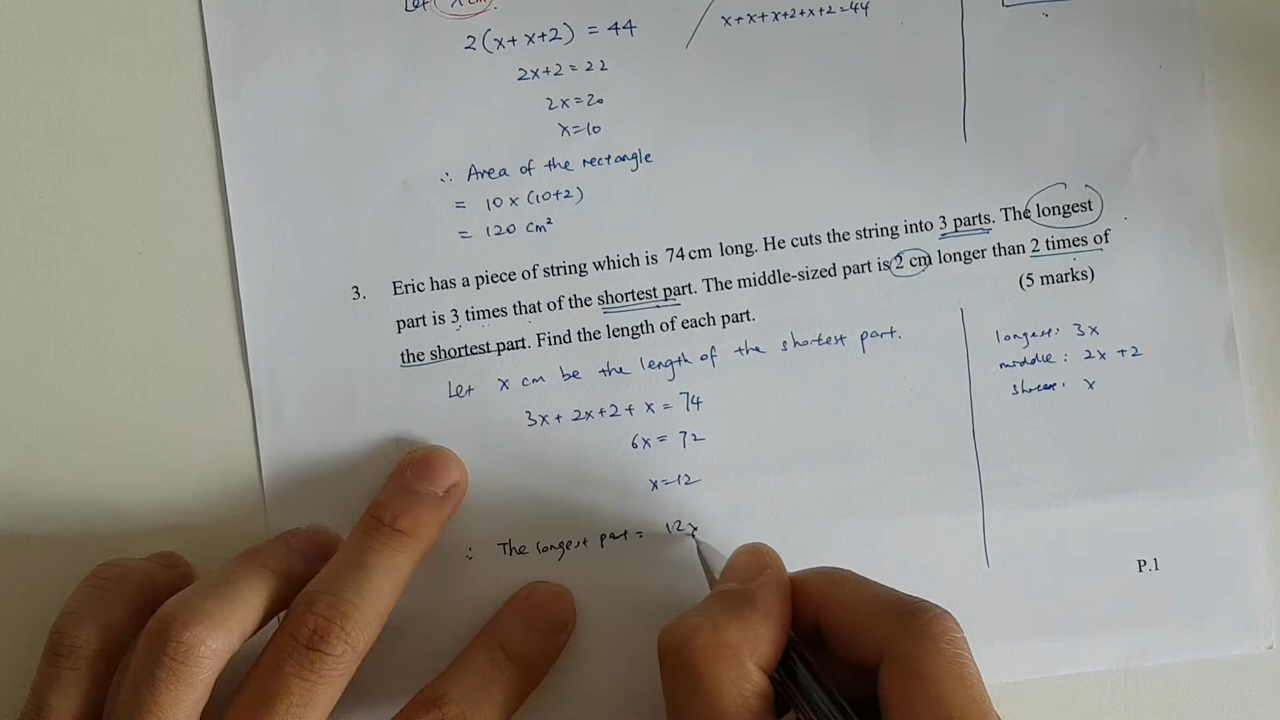 Let x cm.
2(x+x+2) = 44
x+x+x+2+x+2=44
2x+2=22
2x=20
x=10
∴ Area of the rectangle
= 10×(10+2)
= 120 cm²
3. Eric has a piece of string which is 74 cm long. He cuts the string into 3 parts. The longest
part is 3 times that of the shortest part. The middle-sized part is 2 cm longer than 2 times of
the shortest part. Find the length of each part. (5 marks)
Let x cm be the length of the shortest part.
3x + 2x+2 + x = 74
6x = 72
x=12
∴ The longest part = 12x
longest: 3x
middle: 2x+2
x
P.1